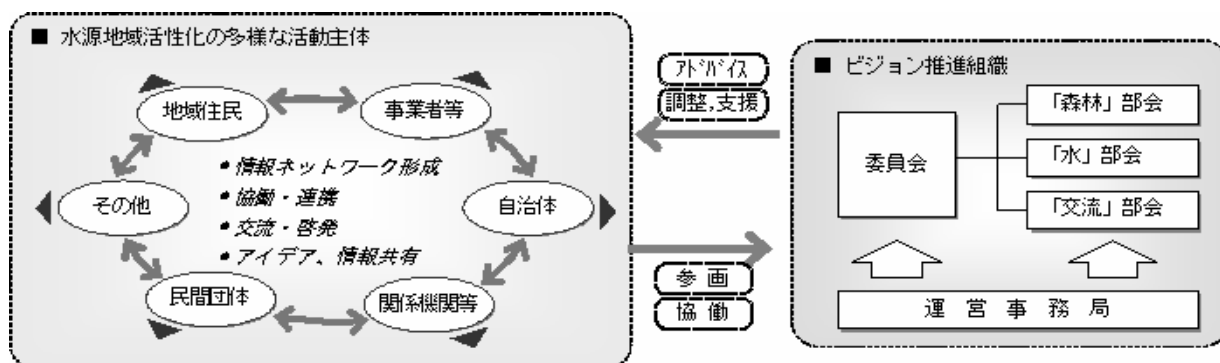 ■ 水源地域活性化の多様な活動主体
地域住民
事業者等
その他
自治体
民間団体
関係機関等
• 情報ネットワーク形成
• 協働・連携
• 交流・啓発
• アイデア、情報共有
アドバイス
調整,支援
参 画
協 働
■ ビジョン推進組織
委員会
「森林」部会
「水」部会
「交流」部会
運 営 事 務 局